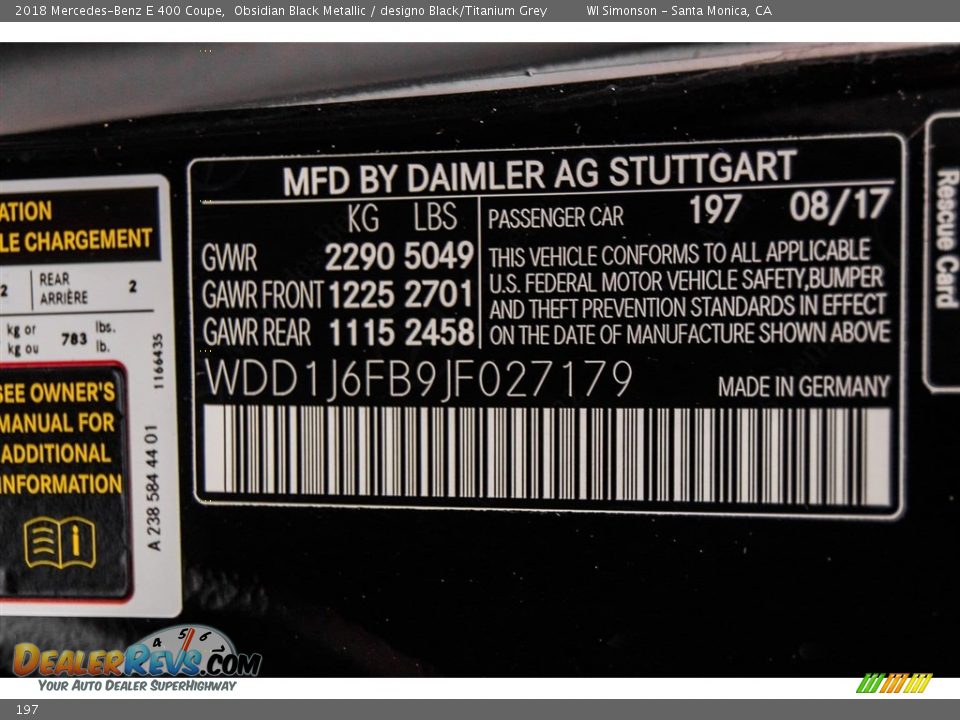 2018 Mercedes-Benz E 400 Coupe, Obsidian Black Metallic / designo Black/Titanium Grey WI Simonson - Santa Monica, CA
ATION
LE CHARGEMENT
2 REAR ARRIÈRE 2
kg or kg ou 783 lbs. lb.
1166435
SEE OWNER'S
MANUAL FOR
ADDITIONAL
INFORMATION
A 238 584 44 01
MFD BY DAIMLER AG STUTTGART
KG LBS
GVWR 2290 5049
GAWR FRONT 1225 2701
GAWR REAR 1115 2458
PASSENGER CAR 197 08/17
THIS VEHICLE CONFORMS TO ALL APPLICABLE
U.S. FEDERAL MOTOR VEHICLE SAFETY,BUMPER
AND THEFT PREVENTION STANDARDS IN EFFECT
ON THE DATE OF MANUFACTURE SHOWN ABOVE
WDD1J6FB9JF027179 MADE IN GERMANY
Rescue Card
4 5 6 7
DealerRevs.com
Your Auto Dealer SuperHighway
197